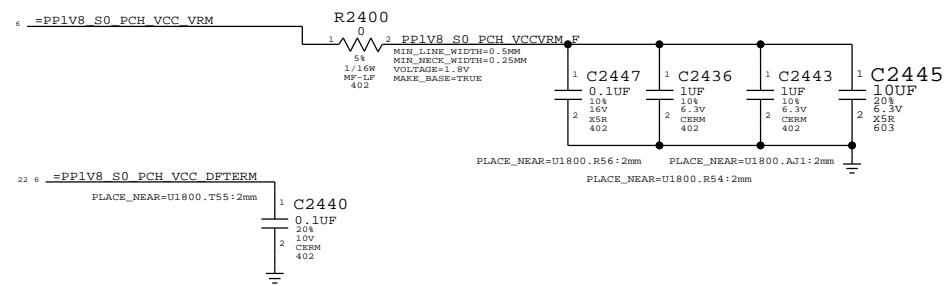 6 =PP1V8_S0_PCH_VCC_VRM
R2400
0
1 2
5%
1/16W
MF-LF
402
PP1V8_S0_PCH_VCCVRM_F
MIN_LINE_WIDTH=0.5MM
MIN_NECK_WIDTH=0.25MM
VOLTAGE=1.8V
MAKE_BASE=TRUE
1 C2447
0.1UF
10%
16V
2 X5R
402
1 C2436
1UF
10%
6.3V
2 CERM
402
1 C2443
1UF
10%
6.3V
2 CERM
402
1 C2445
10UF
20%
6.3V
2 X5R
603
PLACE_NEAR=U1800.R56:2mm PLACE_NEAR=U1800.AJ1:2mm
PLACE_NEAR=U1800.R54:2mm
22 6 =PP1V8_S0_PCH_VCC_DFTERM
PLACE_NEAR=U1800.T55:2mm
1 C2440
0.1UF
20%
10V
2 CERM
402